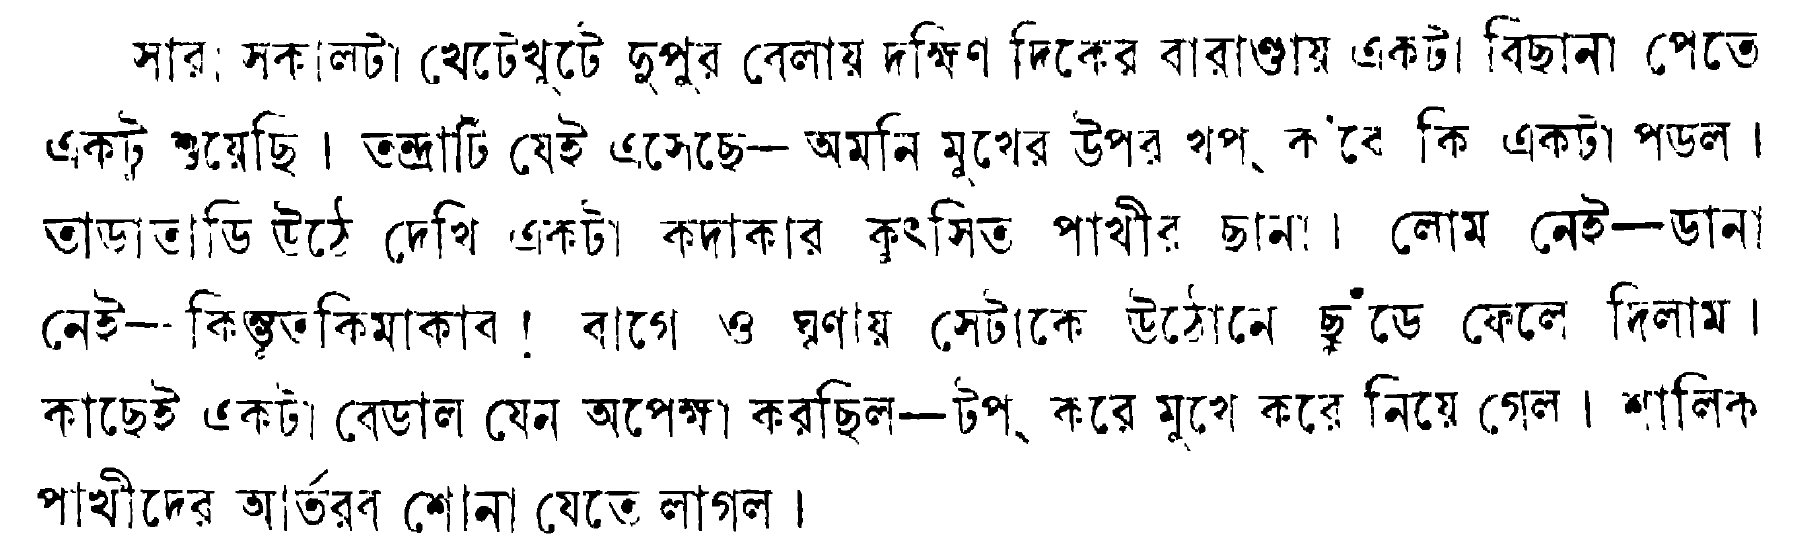 সারা সকালটা খেটেখুটে দুপুর বেলায় দক্ষিণ দিকের বারাণ্ডায় একটা বিছানা পেতে
একটু শুয়েছি। তন্দ্রাটি যেই এসেছে—অমনি মুখের উপর খপ্ ক'রে কি একটা পড়ল।
তাড়াতাড়ি উঠে দেখি একটা কদাকার কুৎসিত পাখীর ছানা। লোম নেই—ডানা
নেই—কিম্ভূতকিমাকার! রাগে ও ঘৃণায় সেটাকে উঠোনে ছুঁড়ে ফেলে দিলাম।
কাছেই একটা বেড়াল যেন অপেক্ষা করছিল—টপ্ করে মুখে করে নিয়ে গেল। শালিক
পাখীদের আর্তরব শোনা যেতে লাগল।